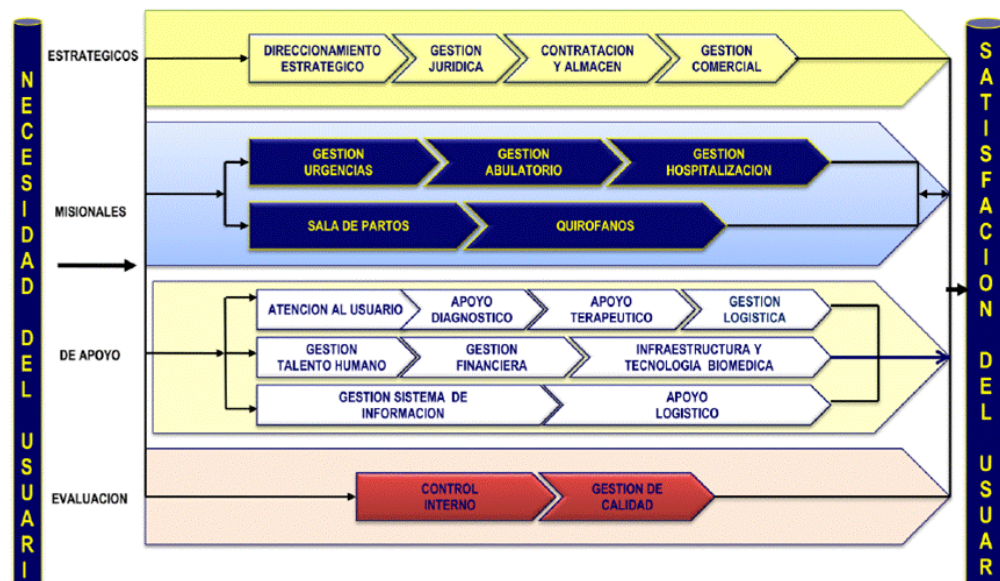 NECESIDAD DEL USUARI
ESTRATEGICOS
DIRECCIONAMIENTO
ESTRATEGICO
GESTION
JURIDICA
CONTRATACION
Y ALMACEN
GESTION
COMERCIAL
MISIONALES
GESTION
URGENCIAS
GESTION
ABULATORIO
GESTION
HOSPITALIZACION
SALA DE PARTOS
QUIROFANOS
DE APOYO
ATENCION AL USUARIO
APOYO
DIAGNOSTICO
APOYO
TERAPEUTICO
GESTION
LOGISTICA
GESTION
TALENTO HUMANO
GESTION
FINANCIERA
INFRAESTRUCTURA Y
TECNOLOGIA BIOMEDICA
GESTION SISTEMA DE
INFORMACION
APOYO
LOGISTICO
EVALUACION
CONTROL
INTERNO
GESTION DE
CALIDAD
SATISFACCION DEL USUAR